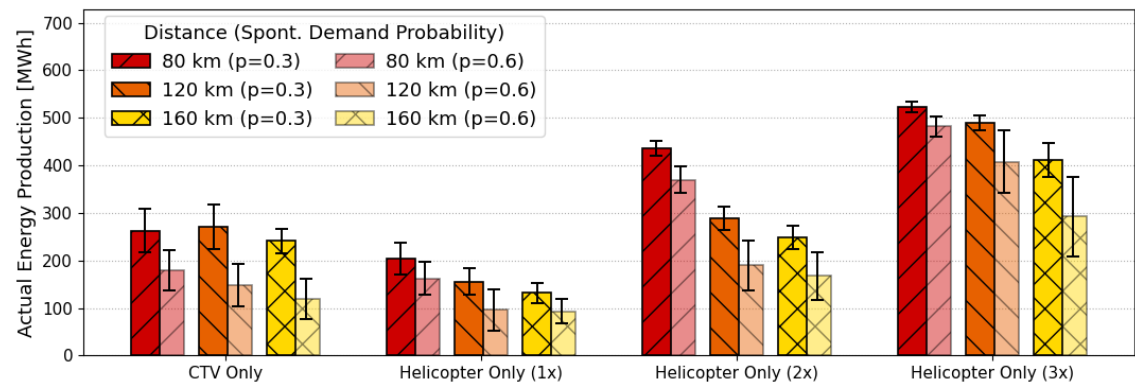 Actual Energy Production [MWh]
700
600
500
400
300
200
100
0
Distance (Spont. Demand Probability)
80 km (p=0.3) 80 km (p=0.6)
120 km (p=0.3) 120 km (p=0.6)
160 km (p=0.3) 160 km (p=0.6)
CTV Only Helicopter Only (1x) Helicopter Only (2x) Helicopter Only (3x)